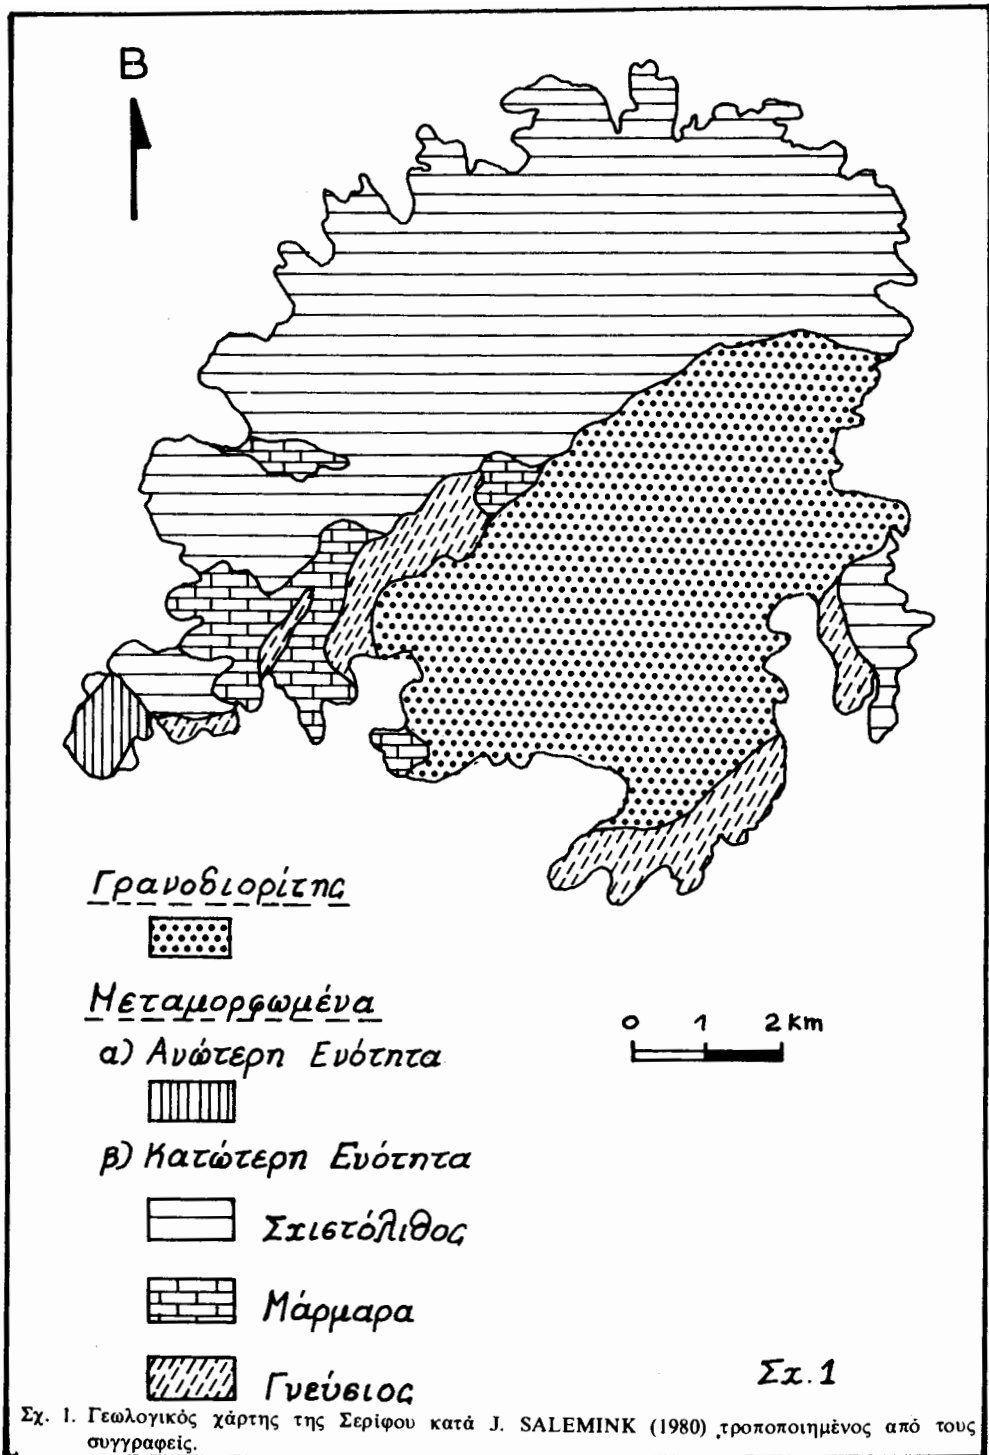 Β
Γρανοδιορίτης
Μεταμορφωμένα
α) Ανώτερη Ενότητα
0 1 2 km
β) Κατώτερη Ενότητα
Σχιστόλιθος
Μάρμαρα
Γνεύσιος
Σχ. 1
Σχ. 1. Γεωλογικός χάρτης της Σερίφου κατά J. SALEMINK (1980) τροποποιημένος από τους
συγγραφείς.